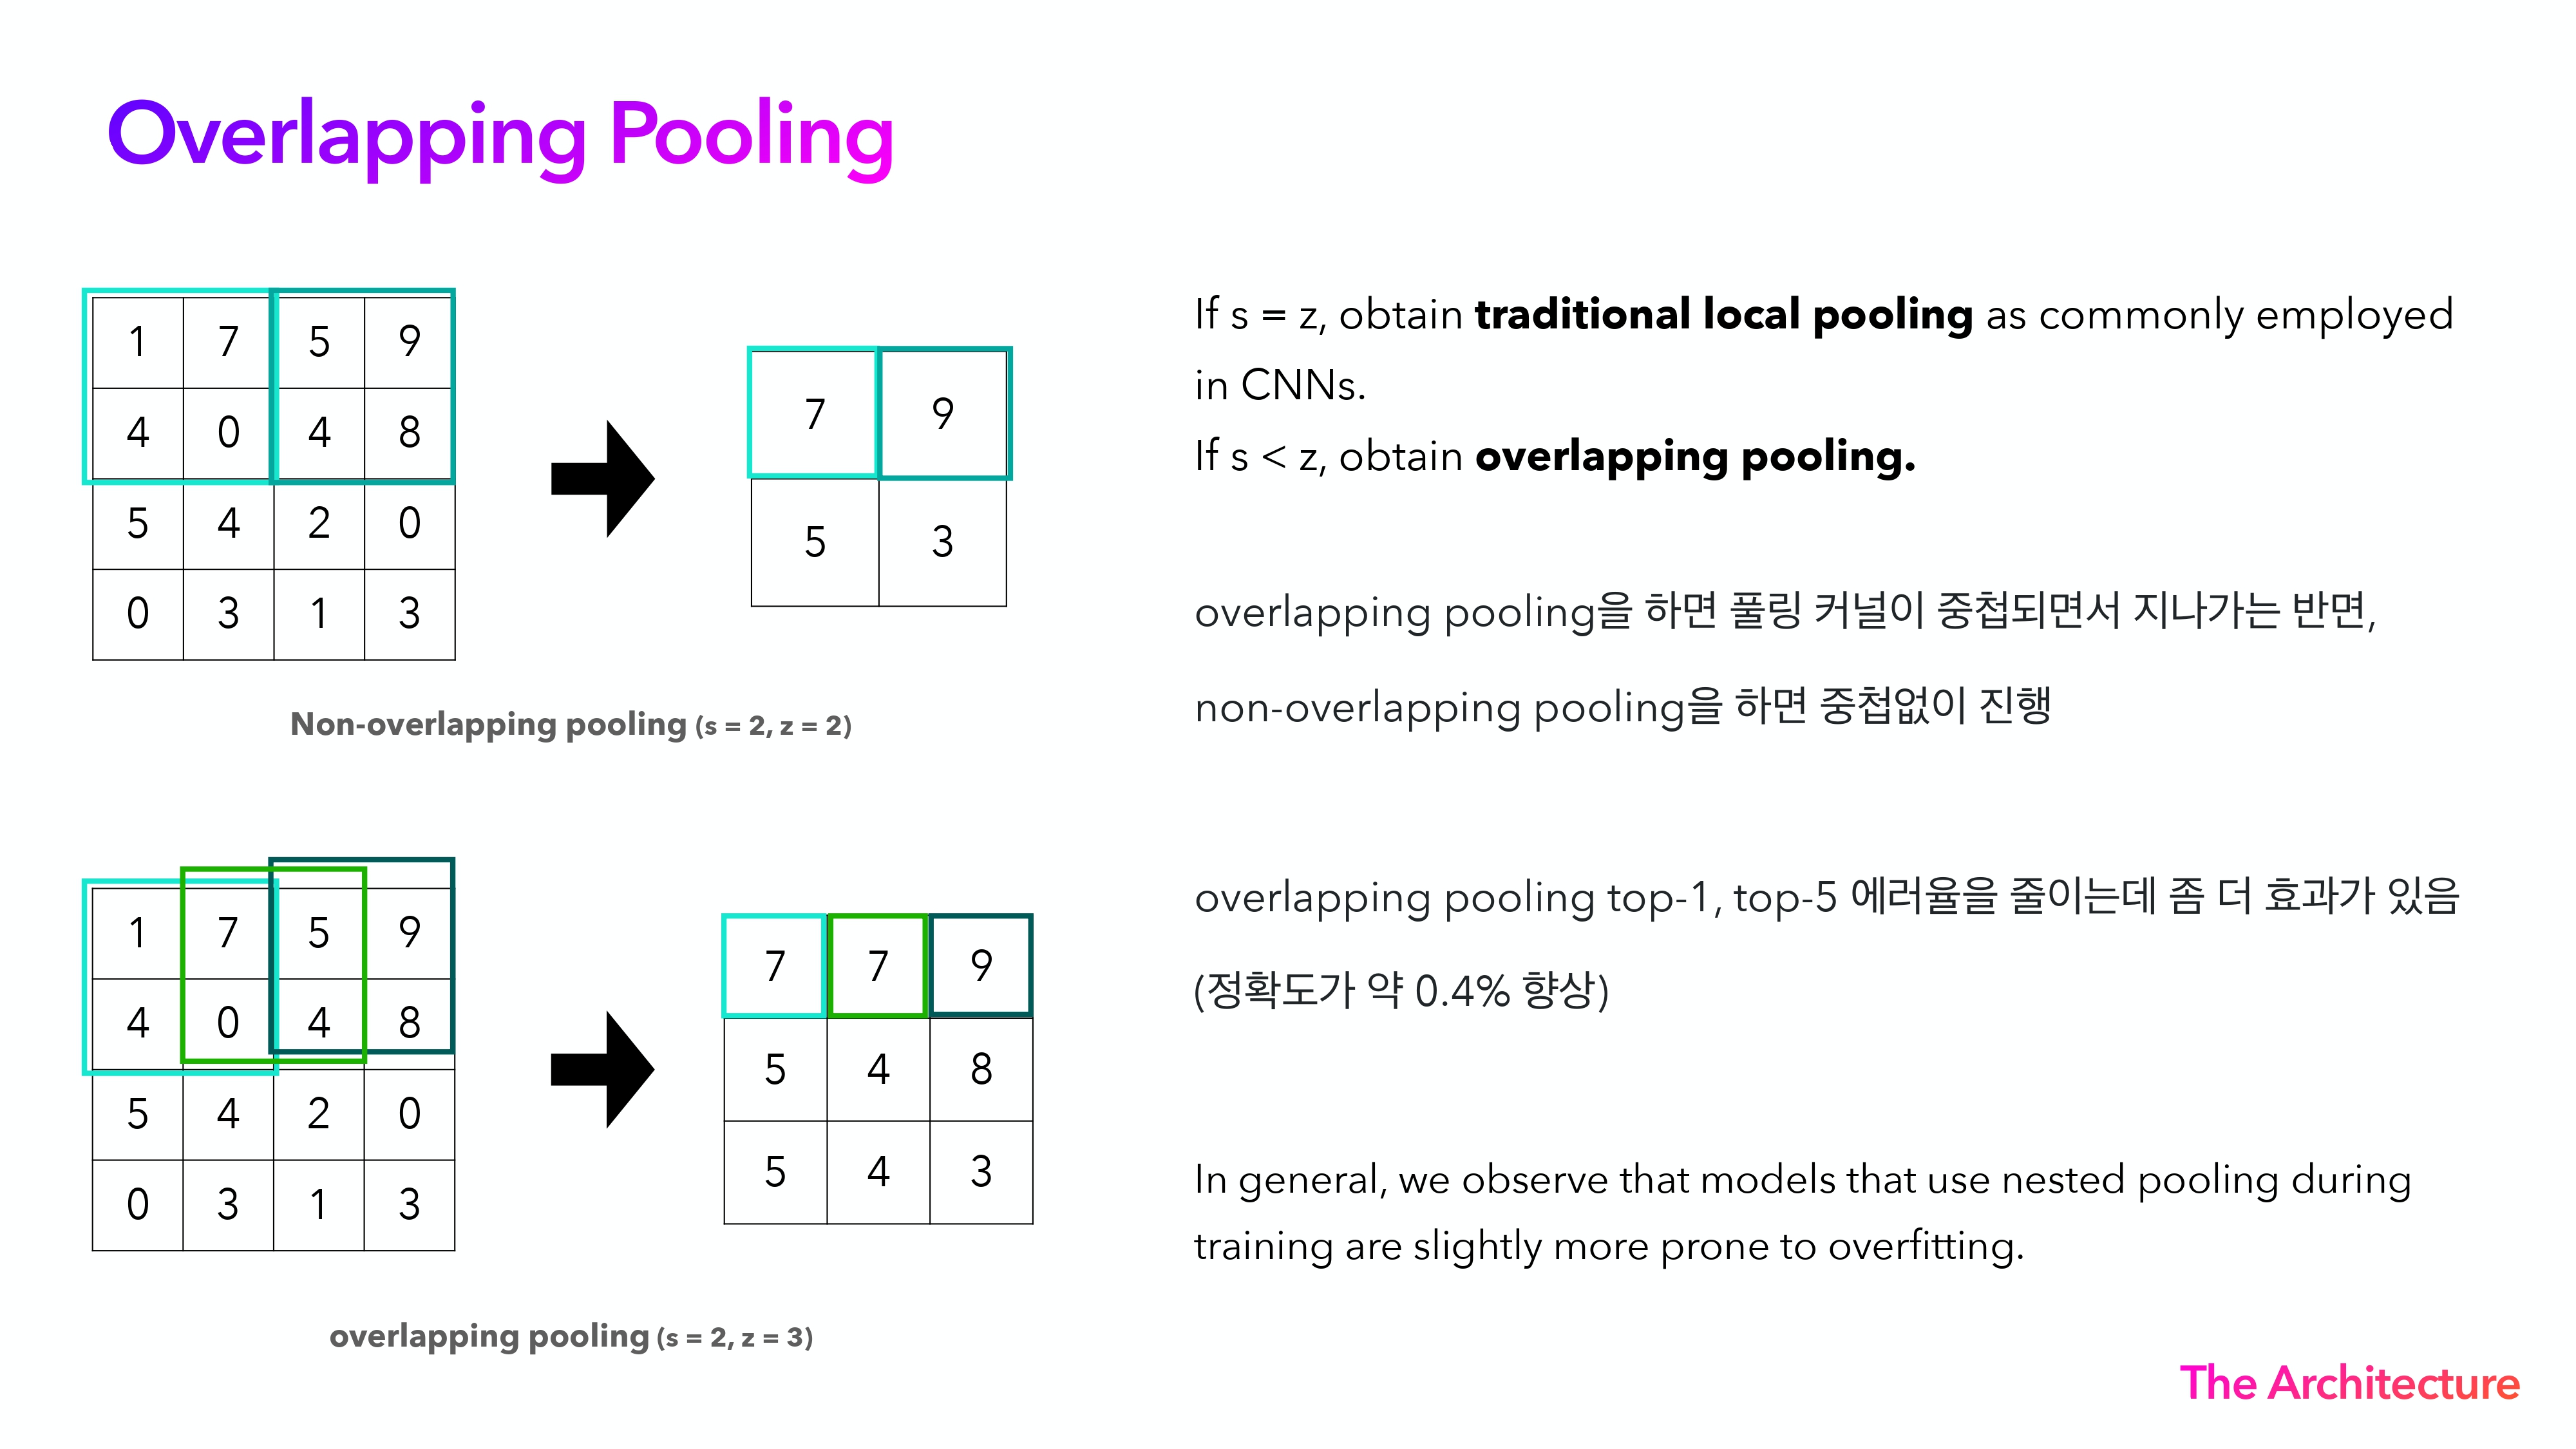 Overlapping Pooling
1 7 5 9
4 0 4 8
5 4 2 0
0 3 1 3
7 9
5 3
Non-overlapping pooling (s = 2, z = 2)
1 7 5 9
4 0 4 8
5 4 2 0
0 3 1 3
7 7 9
5 4 8
5 4 3
overlapping pooling (s = 2, z = 3)
If s = z, obtain traditional local pooling as commonly employed
in CNNs.
If s < z, obtain overlapping pooling.
overlapping pooling을 하면 풀링 커널이 중첩되면서 지나가는 반면,
non-overlapping pooling을 하면 중첩없이 진행
overlapping pooling top-1, top-5 에러율을 줄이는데 좀 더 효과가 있음
(정확도가 약 0.4% 향상)
In general, we observe that models that use nested pooling during
training are slightly more prone to overfitting.
The Architecture